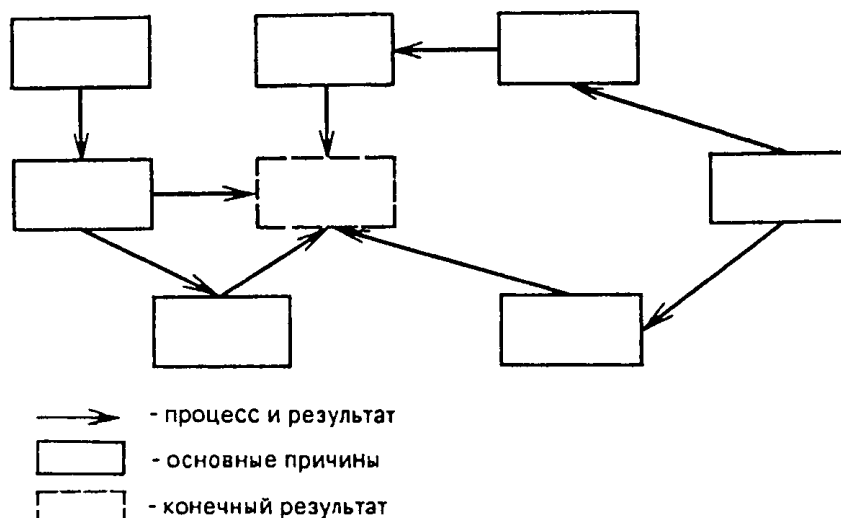 - процесс и результат
- основные причины
- конечный результат